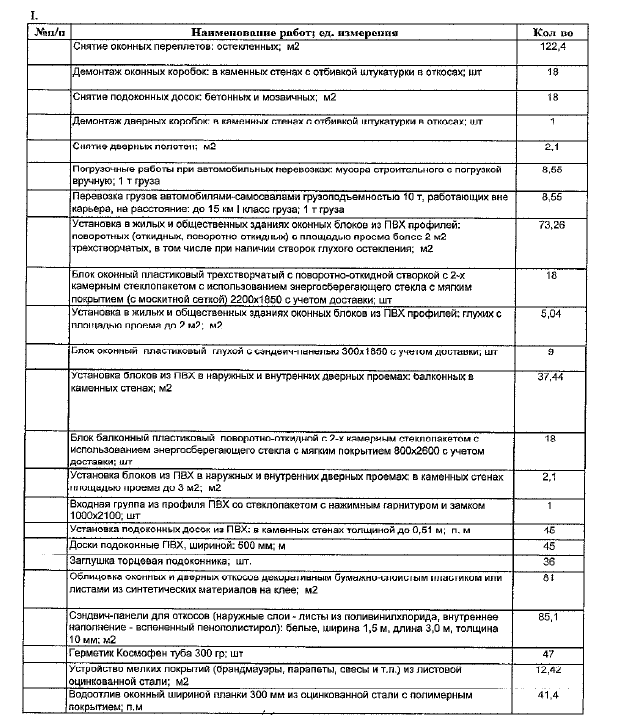 I.
№п/п Наименование работ; ед. измерения Кол во
Снятие оконных переплетов: остекленных; м2 122,4
Демонтаж оконных коробок: в каменных стенах с отбивкой штукатурки в откосах; шт 18
Снятие подоконных досок: бетонных и мозаичных; м2 18
Демонтаж дверных коробок: в каменных стенах с отбивкой штукатурки в откосах; шт 1
Снятие дверных полотен; м2 2,1
Погрузочные работы при автомобильных перевозках: мусора строительного с погрузкой
вручную; 1 т груза 8,55
Перевозка грузов автомобилями-самосвалами грузоподъемностью 10 т, работающих вне
карьера, на расстояние: до 15 км I класс груза; 1 т груза 8,55
Установка в жилых и общественных зданиях оконных блоков из ПВХ профилей: 73,26
поворотных (откидных, поворотно-откидных) с площадью проема более 2 м2
трехстворчатых, в том числе при наличии створок глухого остекления; м2
Блок оконный пластиковый трехстворчатый с поворотно-откидной створкой с 2-х 18
камерным стеклопакетом с использованием энергосберегающего стекла с мягким
покрытием (с москитной сеткой) 2200х1850 с учетом доставки; шт
Установка в жилых и общественных зданиях оконных блоков из ПВХ профилей: глухих с 5,04
площадью проема до 2 м2; м2
Блок оконный пластиковый глухой с сэндвич-панелью 300х1850 с учетом доставки; шт 9
Установка блоков из ПВХ в наружных и внутренних дверных проемах: балконных в 37,44
каменных стенах; м2
Блок балконный пластиковый поворотно-откидной с 2-х камерным стеклопакетом с 18
использованием энергосберегающего стекла с мягким покрытием 800х2600 с учетом
доставки; шт
Установка блоков из ПВХ в наружных и внутренних дверных проемах: в каменных стенах 2,1
площадью проема до 3 м2; м2
Входная группа из профиля ПВХ со стеклопакетом с нажимным гарнитуром и замком 1
1000х2100; шт
Установка подоконных досок из ПВХ: в каменных стенах толщиной до 0,51 м; п. м 45
Доски подоконные ПВХ, шириной: 500 мм; м 45
Заглушка торцевая подоконника; шт. 36
Облицовка оконных и дверных откосов декоративным бумажно-слоистым пластиком или 81
листами из синтетических материалов на клее; м2
Сэндвич-панели для откосов (наружные слои - листы из поливинилхлорида, внутреннее 85,1
наполнение - вспененный пенополистирол): белые, ширина 1,5 м, длина 3,0 м, толщина
10 мм; м2
Герметик Космофен туба 300 гр; шт 47
Устройство мелких покрытий (брандмауэры, парапеты, свесы и т.п.) из листовой 12,42
оцинкованной стали; м2
Водоотлив оконный шириной планки 300 мм из оцинкованной стали с полимерным 41,4
покрытием; п.м